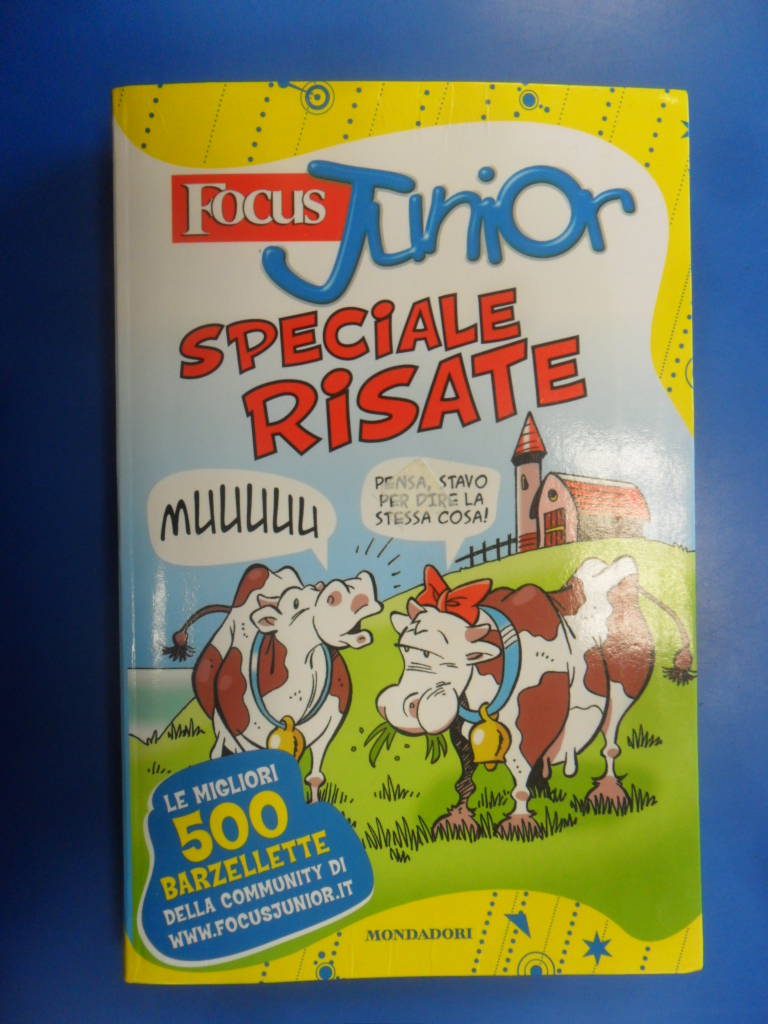 FOCUS JUNIOR
SPECIALE
RISATE
MUUUUU
PENSA, STAVO
PER DIRE LA
STESSA COSA!
LE MIGLIORI
500
BARZELLETTE
DELLA COMMUNITY DI
WWW.FOCUSJUNIOR.IT
MONDADORI